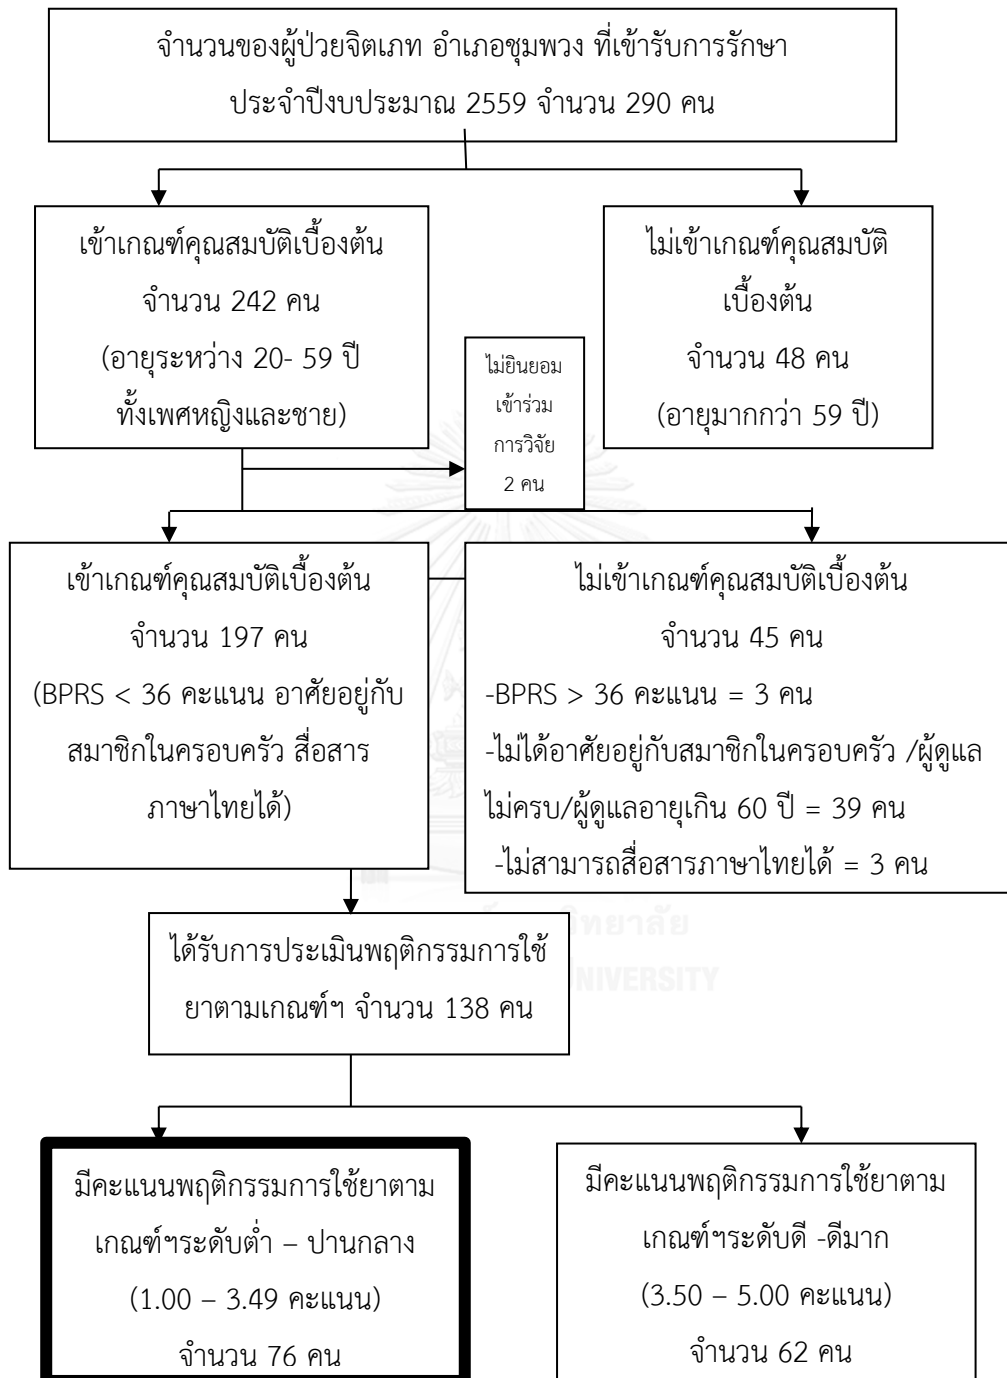 จำนวนของผู้ป่วยจิตเภท อำเภอชุมพวง ที่เข้ารับการรักษา
ประจำปีงบประมาณ 2559 จำนวน 290 คน
เข้าเกณฑ์คุณสมบัติเบื้องต้น
จำนวน 242 คน
(อายุระหว่าง 20- 59 ปี
ทั้งเพศหญิงและชาย)
ไม่เข้าเกณฑ์คุณสมบัติ
เบื้องต้น
จำนวน 48 คน
(อายุมากกว่า 59 ปี)
ไม่ยินยอม
เข้าร่วม
การวิจัย
2 คน
เข้าเกณฑ์คุณสมบัติเบื้องต้น
จำนวน 197 คน
(BPRS < 36 คะแนน อาศัยอยู่กับ
สมาชิกในครอบครัว สื่อสาร
ภาษาไทยได้)
ไม่เข้าเกณฑ์คุณสมบัติเบื้องต้น
จำนวน 45 คน
-BPRS > 36 คะแนน = 3 คน
-ไม่ได้อาศัยอยู่กับสมาชิกในครอบครัว /ผู้ดูแล
ไม่ครบ/ผู้ดูแลอายุเกิน 60 ปี = 39 คน
-ไม่สามารถสื่อสารภาษาไทยได้ = 3 คน
ได้รับการประเมินพฤติกรรมการใช้
ยาตามเกณฑ์ฯ จำนวน 138 คน
วิทยาลัย
UNIVERSITY
มีคะแนนพฤติกรรมการใช้ยาตาม
เกณฑ์ฯระดับต่ำ – ปานกลาง
(1.00 – 3.49 คะแนน)
จำนวน 76 คน
มีคะแนนพฤติกรรมการใช้ยาตาม
เกณฑ์ฯระดับดี -ดีมาก
(3.50 – 5.00 คะแนน)
จำนวน 62 คน